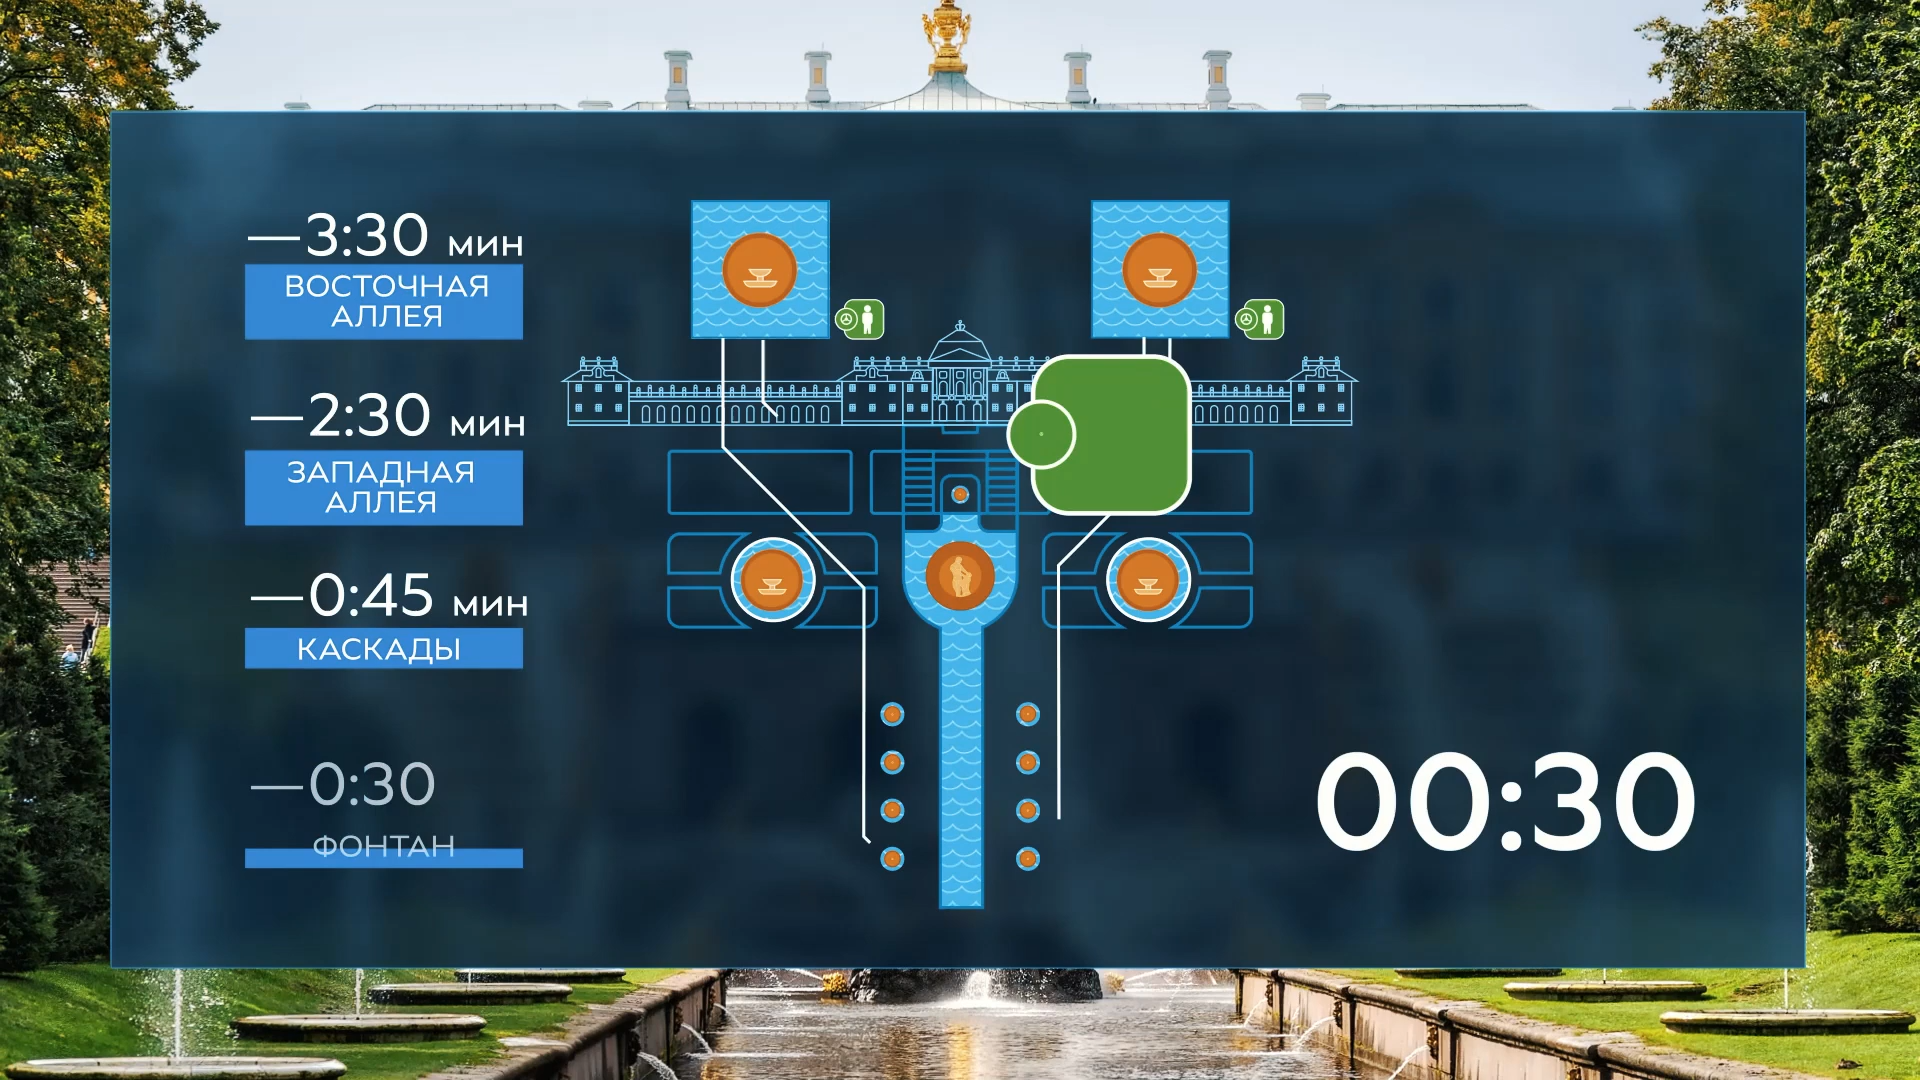 —3:30 мин
ВОСТОЧНАЯ
АЛЛЕЯ
—2:30 мин
ЗАПАДНАЯ
АЛЛЕЯ
—0:45 мин
КАСКАДЫ
—0:30
ФОНТАН
00:30